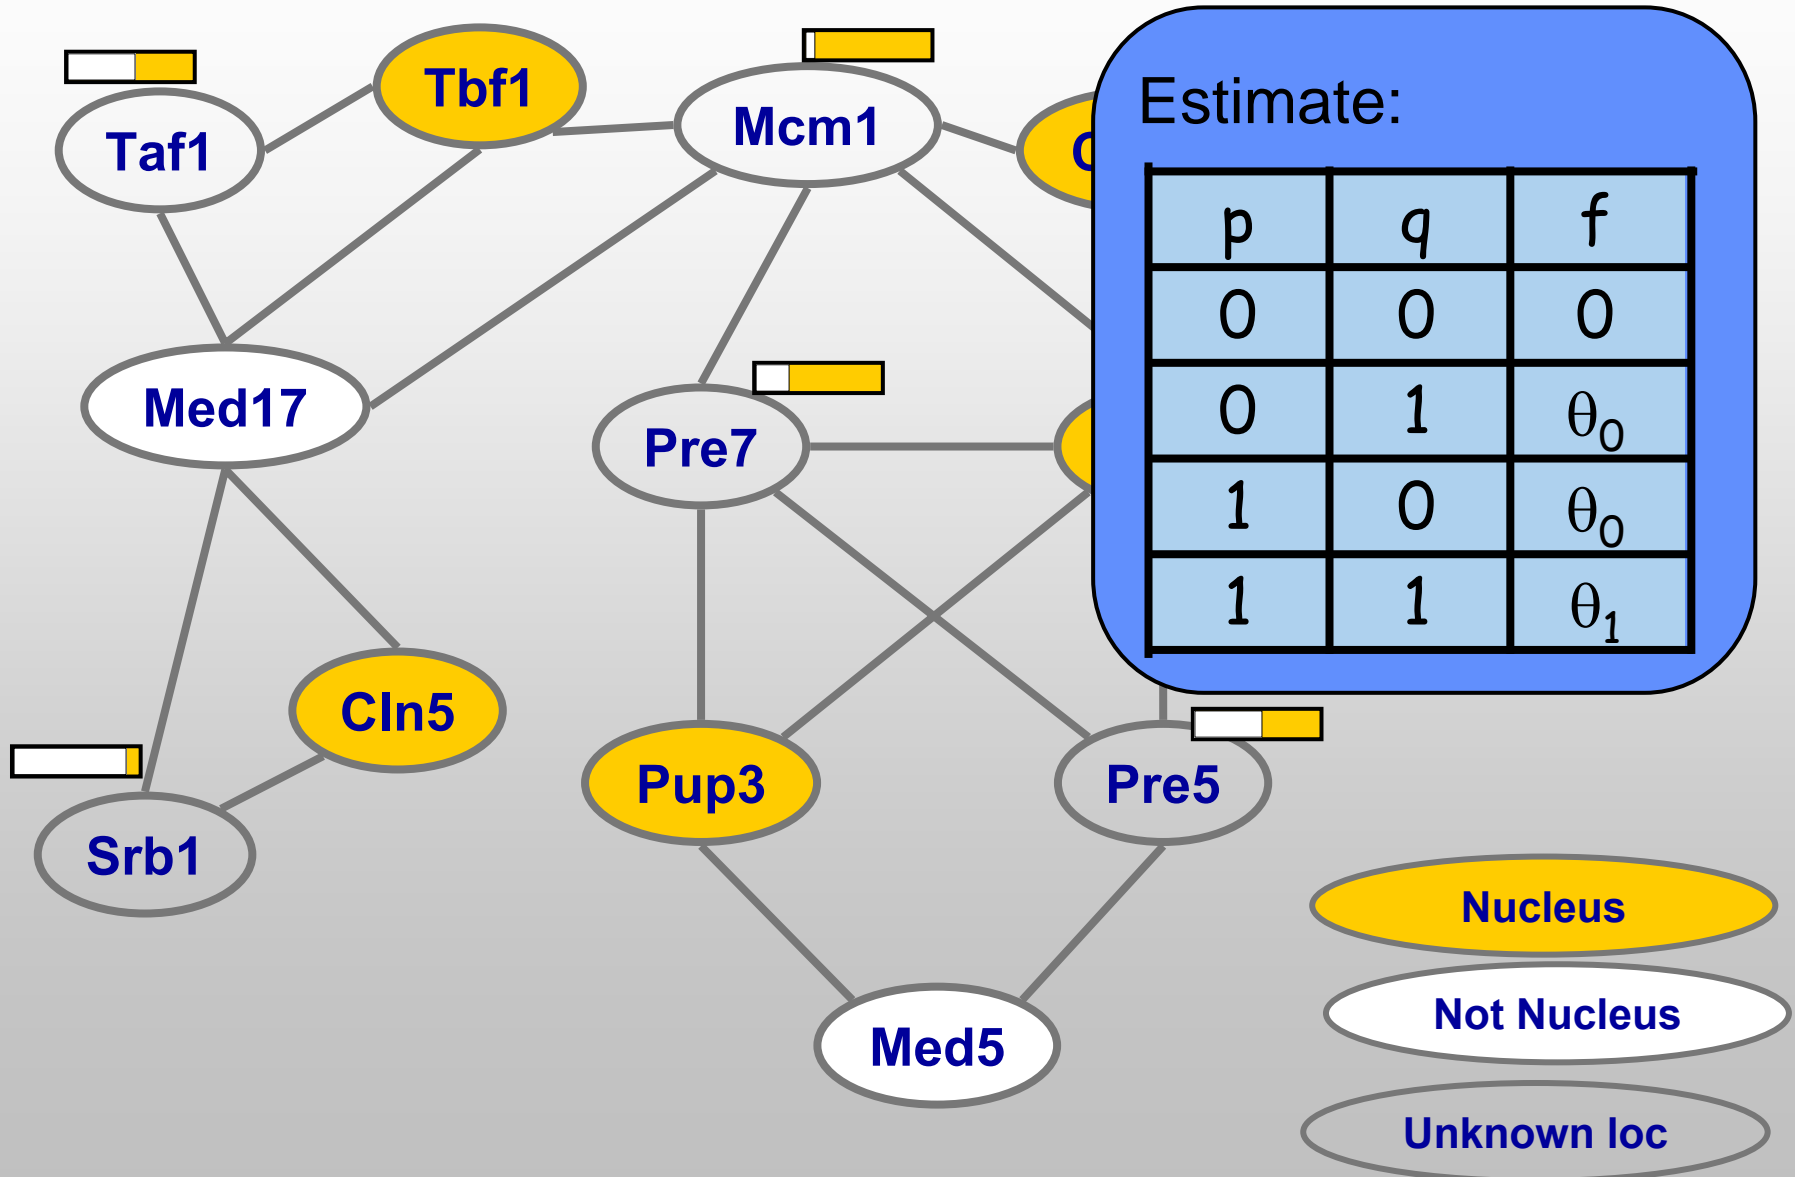 Tbf1
Mcm1
Taf1
C
Estimate:
p q f
0 0 0
0 1 θ0
1 0 θ0
1 1 θ1
Med17
Pre7
Cln5
Pup3
Pre5
Srb1
Med5
Nucleus
Not Nucleus
Unknown loc